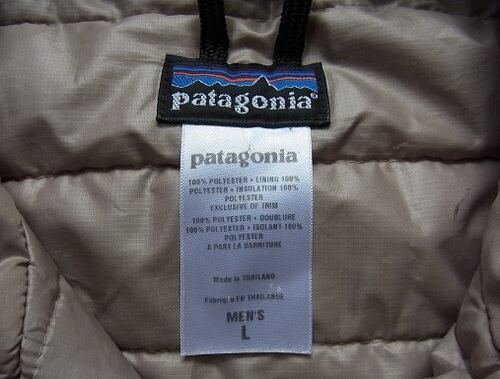 patagonia®
patagonia
100% POLYESTER • LINING 100%
POLYESTER • INSULATION 100%
POLYESTER
EXCLUSIVE OF TRIM
100% POLYESTER • DOUBLURE
100% POLYESTER • ISOLANT 100%
POLYESTER
A PART LA GARNITURE
Made in THAILAND
Fabriqué EN THAILANDE
MEN'S
L